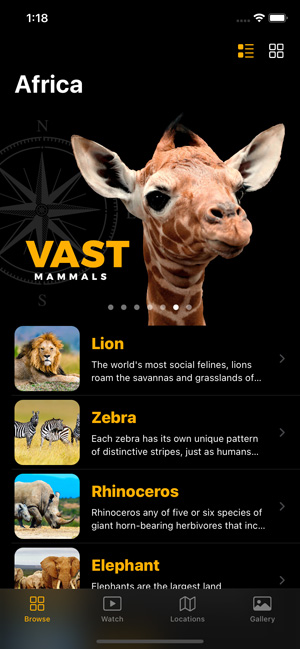 1:18
Africa
N
VAST
MAMMALS
S
Lion
The world's most social felines, lions
roam the savannas and grasslands of...
Zebra
Each zebra has its own unique pattern
of distinctive stripes, just as humans...
Rhinoceros
Rhinoceros any of five or six species of
giant horn-bearing herbivores that inc...
Elephant
Elephants are the largest land
Browse
Watch
Locations
Gallery